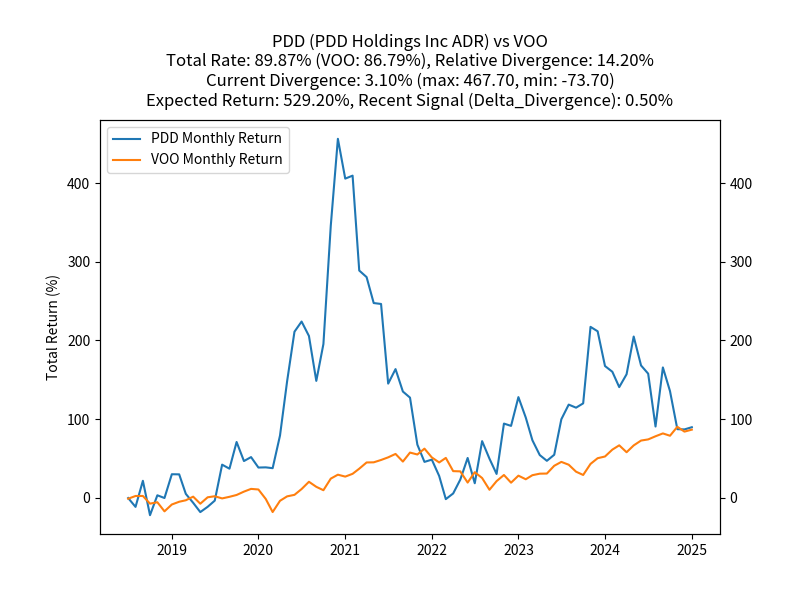 PDD (PDD Holdings Inc ADR) vs VOO
Total Rate: 89.87% (VOO: 86.79%), Relative Divergence: 14.20%
Current Divergence: 3.10% (max: 467.70, min: -73.70)
Expected Return: 529.20%, Recent Signal (Delta_Divergence): 0.50%
PDD Monthly Return
VOO Monthly Return
400 400
300 300
200 200
100 100
0 0
Total Return (%)
2019 2020 2021 2022 2023 2024 2025